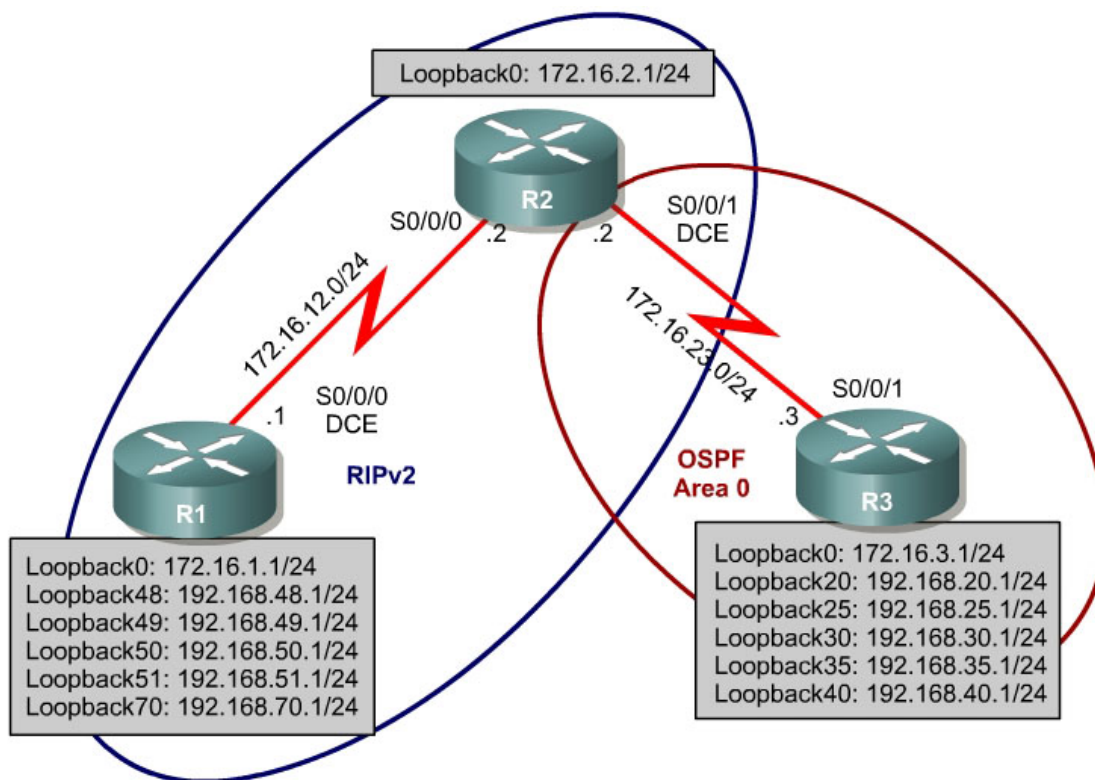 Loopback0: 172.16.2.1/24
R2
S0/0/0
.2
.2
S0/0/1
DCE
172.16.12.0/24
172.16.23.0/24
S0/0/0
DCE
.1
S0/0/1
.3
RIPv2
OSPF
Area 0
R1
R3
Loopback0: 172.16.1.1/24
Loopback48: 192.168.48.1/24
Loopback49: 192.168.49.1/24
Loopback50: 192.168.50.1/24
Loopback51: 192.168.51.1/24
Loopback70: 192.168.70.1/24
Loopback0: 172.16.3.1/24
Loopback20: 192.168.20.1/24
Loopback25: 192.168.25.1/24
Loopback30: 192.168.30.1/24
Loopback35: 192.168.35.1/24
Loopback40: 192.168.40.1/24